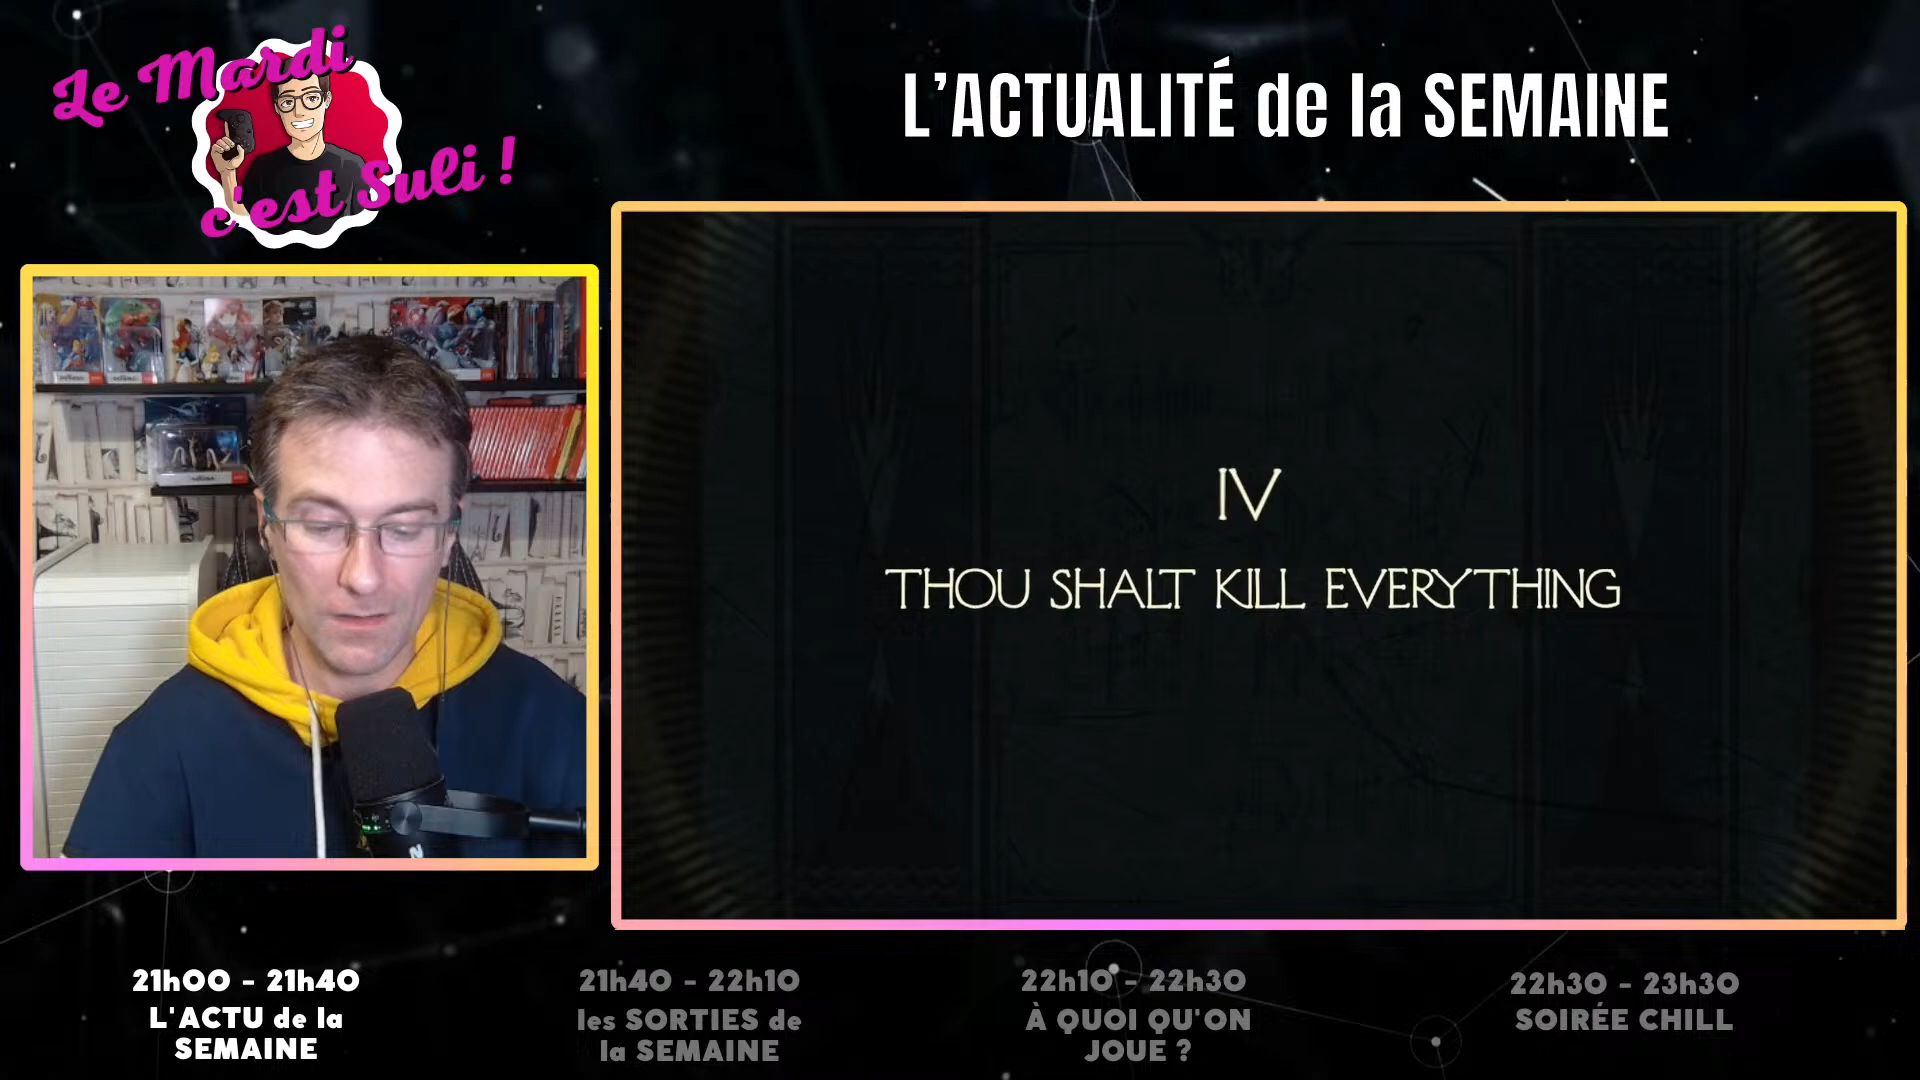 Le Mardi
c'est Suli !
L'ACTUALITÉ de la SEMAINE
IV
THOU SHALT KILL EVERYTHING
21h00 - 21h40
L'ACTU de la
SEMAINE
21h40 - 22h10
les SORTIES de
la SEMAINE
22h10 - 22h30
À QUOI QU'ON
JOUE ?
22h30 - 23h30
SOIRÉE CHILL